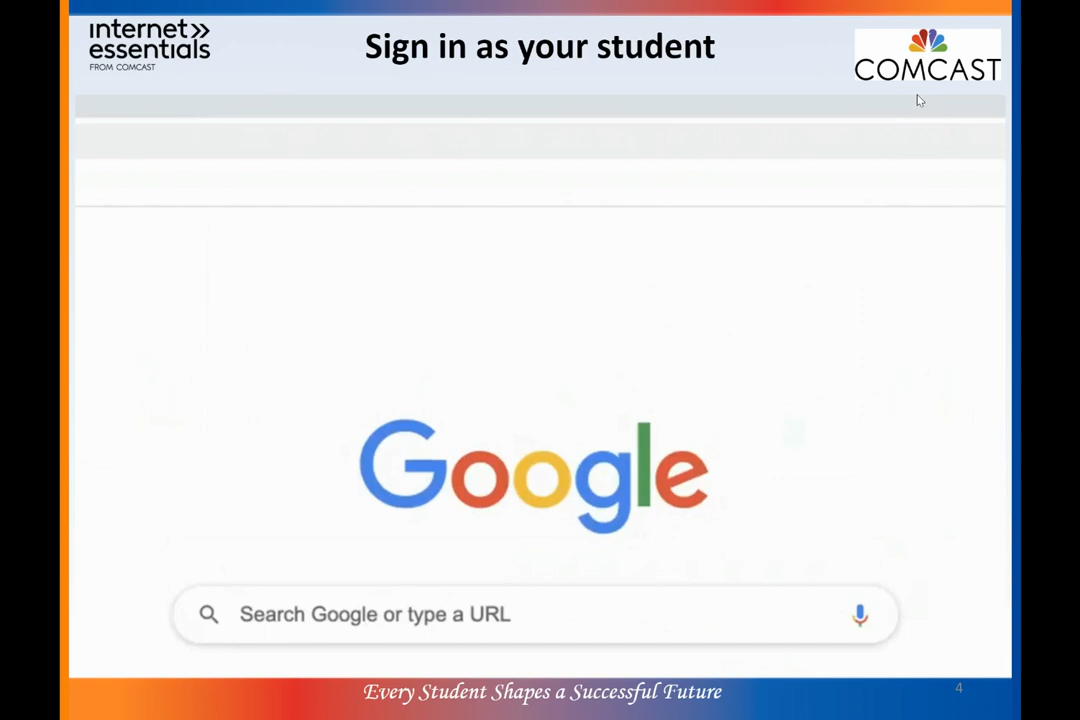 internet>>
essentials
FROM COMCAST
Sign in as your student
COMCAST
Google
Search Google or type a URL
Every Student Shapes a Successful Future
4